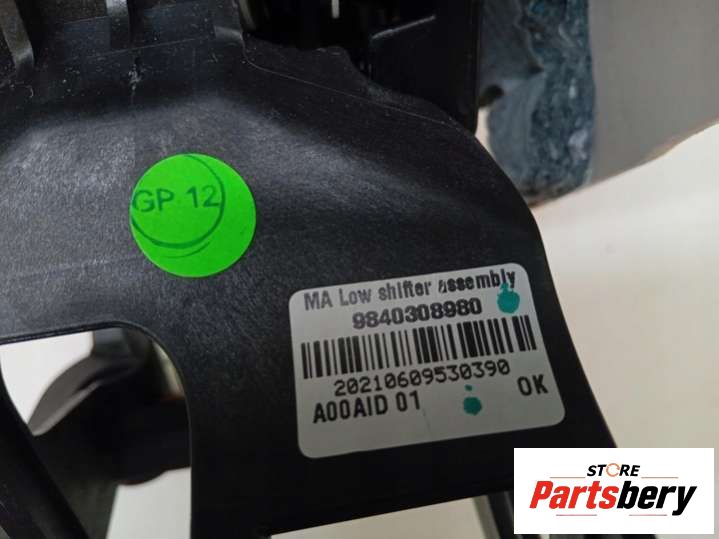 GP 12
MA Low shifter assembly
9840308980
20210609530390
A00AID 01 OK
STORE
Partsbery